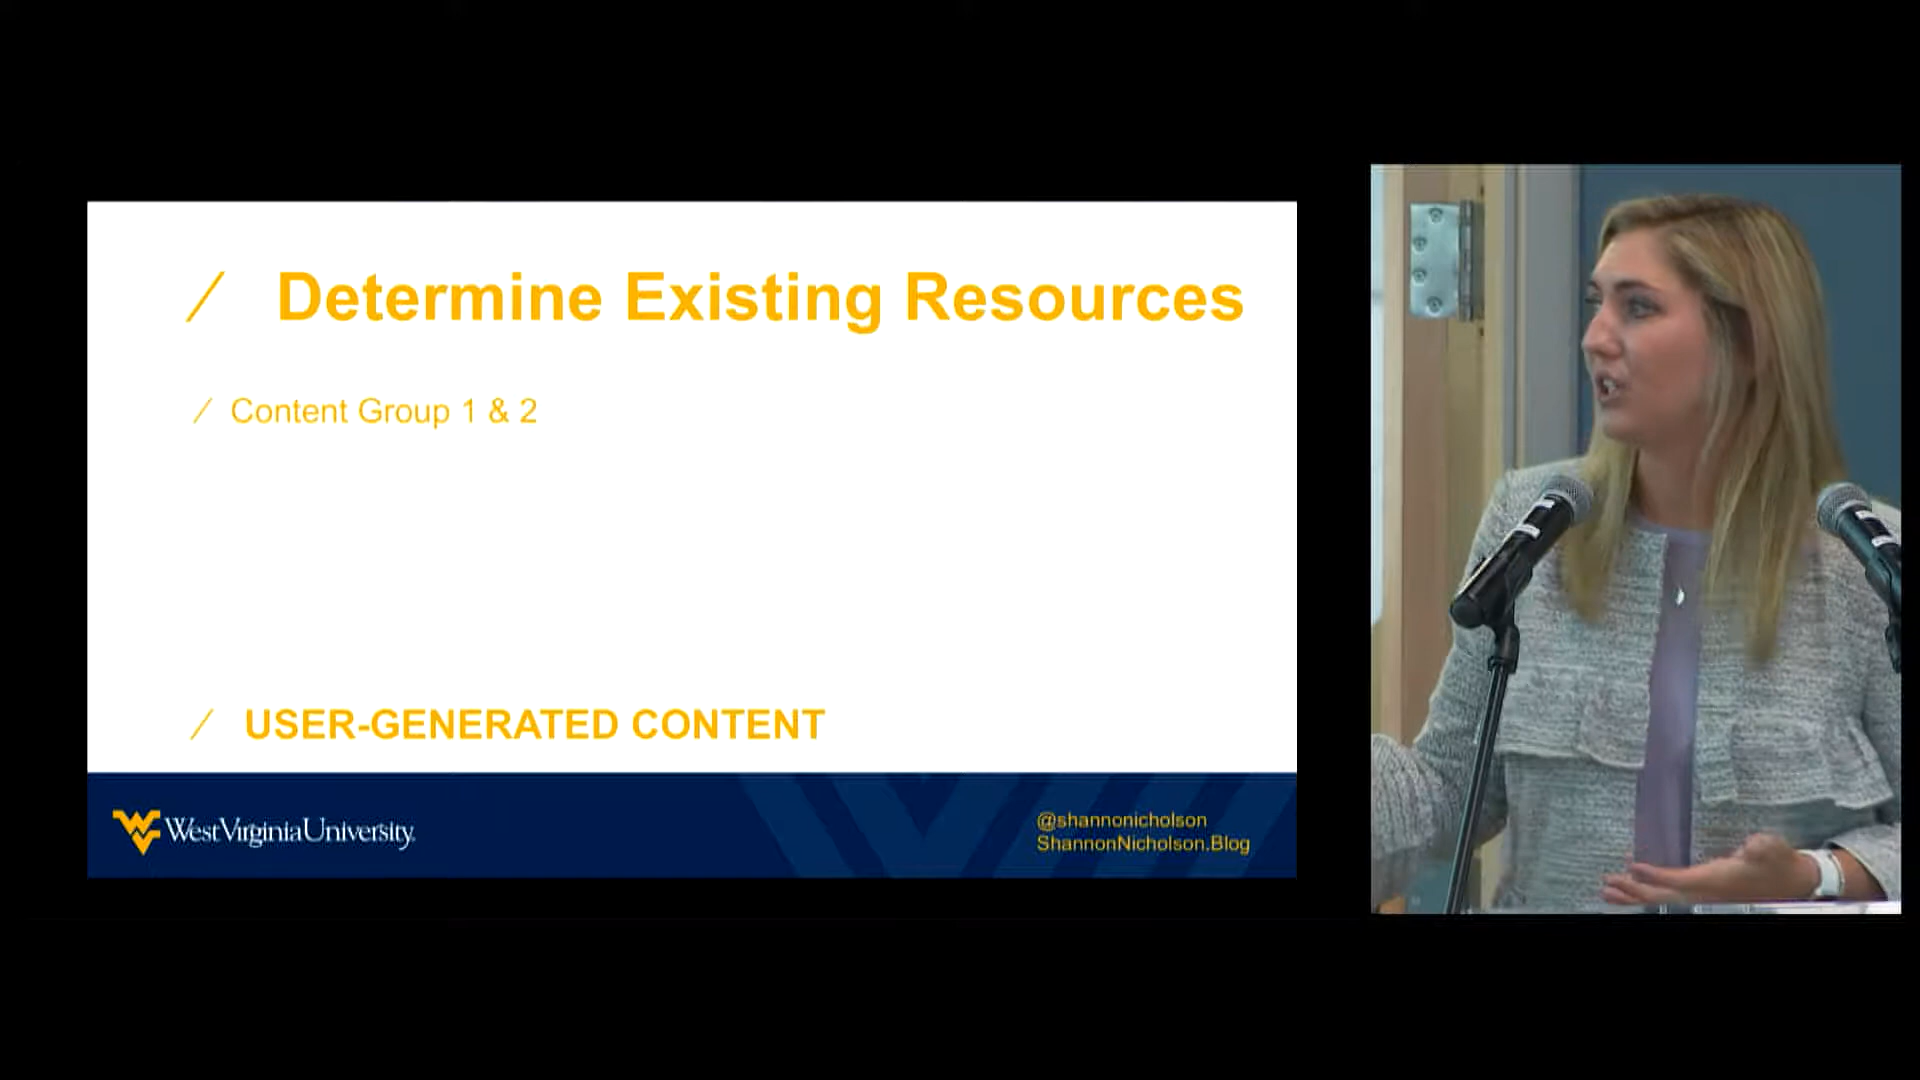 / Determine Existing Resources
/ Content Group 1 & 2
/ USER-GENERATED CONTENT
WestVirginiaUniversity.
@shannonicholson
ShannonNicholson.Blog